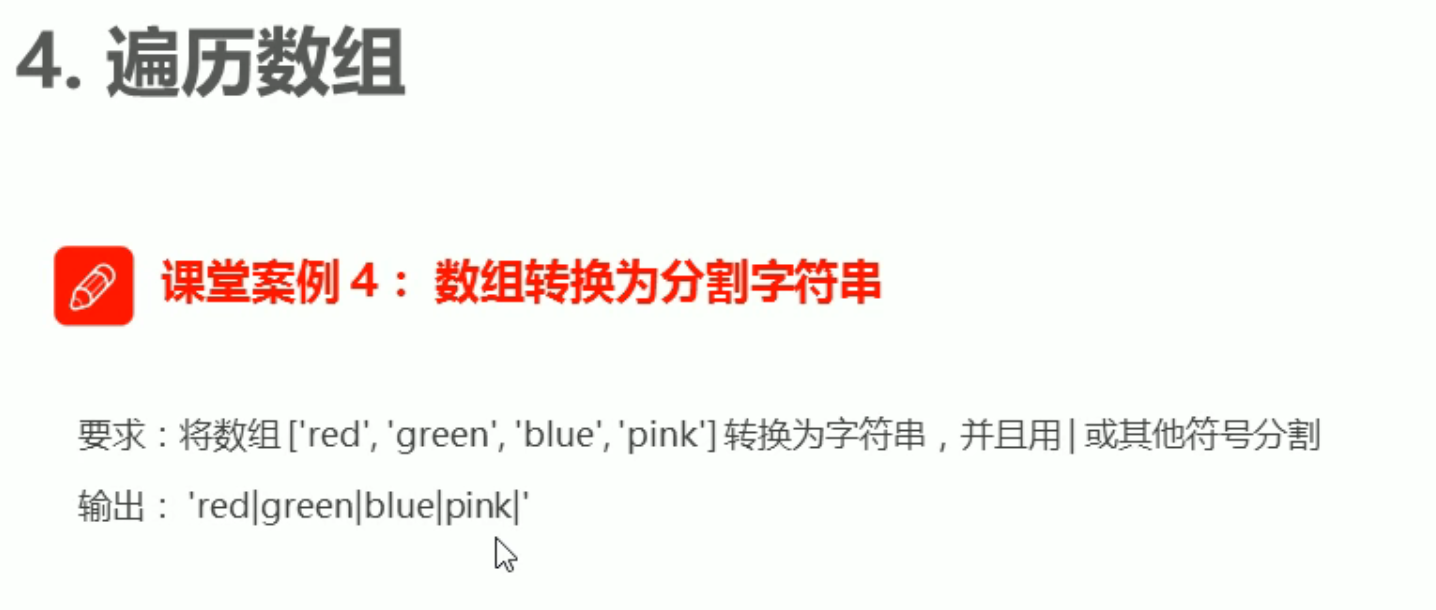 4. 遍历数组
课堂案例 4： 数组转换为分割字符串
要求：将数组 ['red', 'green', 'blue', 'pink'] 转换为字符串，并且用 | 或其他符号分割
输出： 'red|green|blue|pink|'